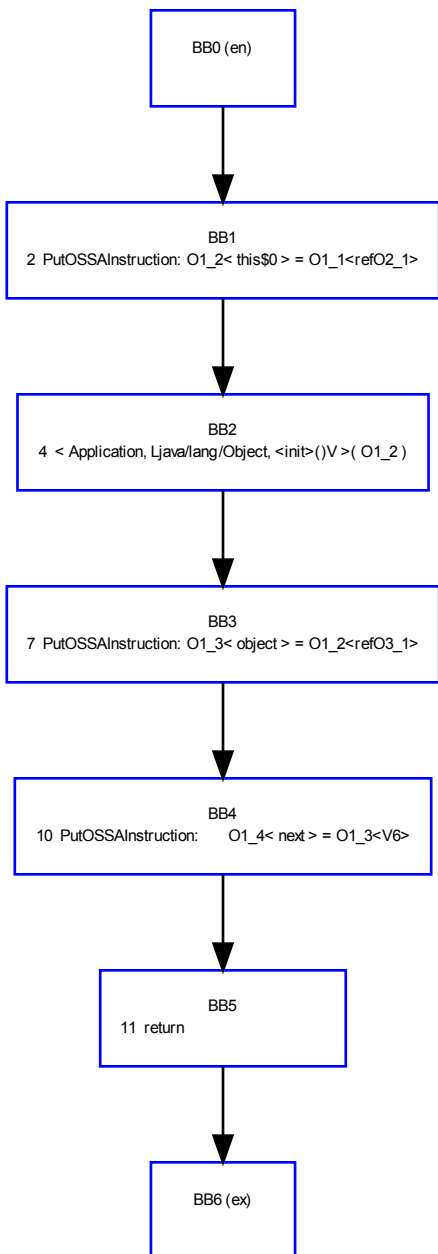 BB0 (en)
BB1
2 PutOSSAInstruction: O1_2< this$0 > = O1_1<refO2_1>
BB2
4 < Application, Ljava/lang/Object, <init>()V >( O1_2 )
BB3
7 PutOSSAInstruction: O1_3< object > = O1_2<refO3_1>
BB4
10 PutOSSAInstruction: O1_4< next > = O1_3<V6>
BB5
11 return
BB6 (ex)